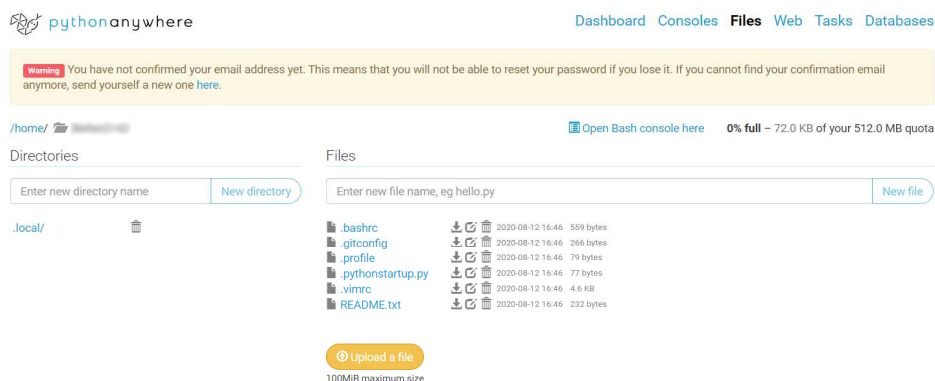 pythonanywhere
Dashboard Consoles Files Web Tasks Databases
Warning You have not confirmed your email address yet. This means that you will not be able to reset your password if you lose it. If you cannot find your confirmation email
anymore, send yourself a new one here.
/home/
Open Bash console here 0% full – 72.0 KB of your 512.0 MB quota
Directories
Enter new directory name New directory
.local/
Files
Enter new file name, eg hello.py New file
.bashrc 2020-08-12 16:46 559 bytes
.gitconfig 2020-08-12 16:46 266 bytes
.profile 2020-08-12 16:46 79 bytes
.pythonstartup.py 2020-08-12 16:46 77 bytes
.vimrc 2020-08-12 16:46 4.6 KB
README.txt 2020-08-12 16:46 232 bytes
Upload a file
100MiB maximum size